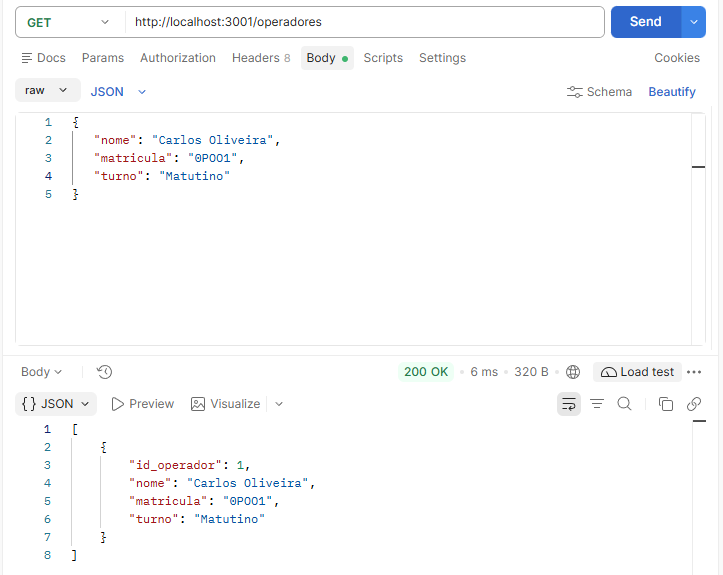 GET http://localhost:3001/operadores Send
Docs Params Authorization Headers 8 Body Scripts Settings Cookies
raw JSON Schema Beautify
1 {
2 "nome": "Carlos Oliveira",
3 "matricula": "0P001",
4 "turno": "Matutino"
5 }
Body 200 OK • 6 ms • 320 B • Load test
{} JSON Preview Visualize
1 [
2 {
3 "id_operador": 1,
4 "nome": "Carlos Oliveira",
5 "matricula": "0P001",
6 "turno": "Matutino"
7 }
8 ]